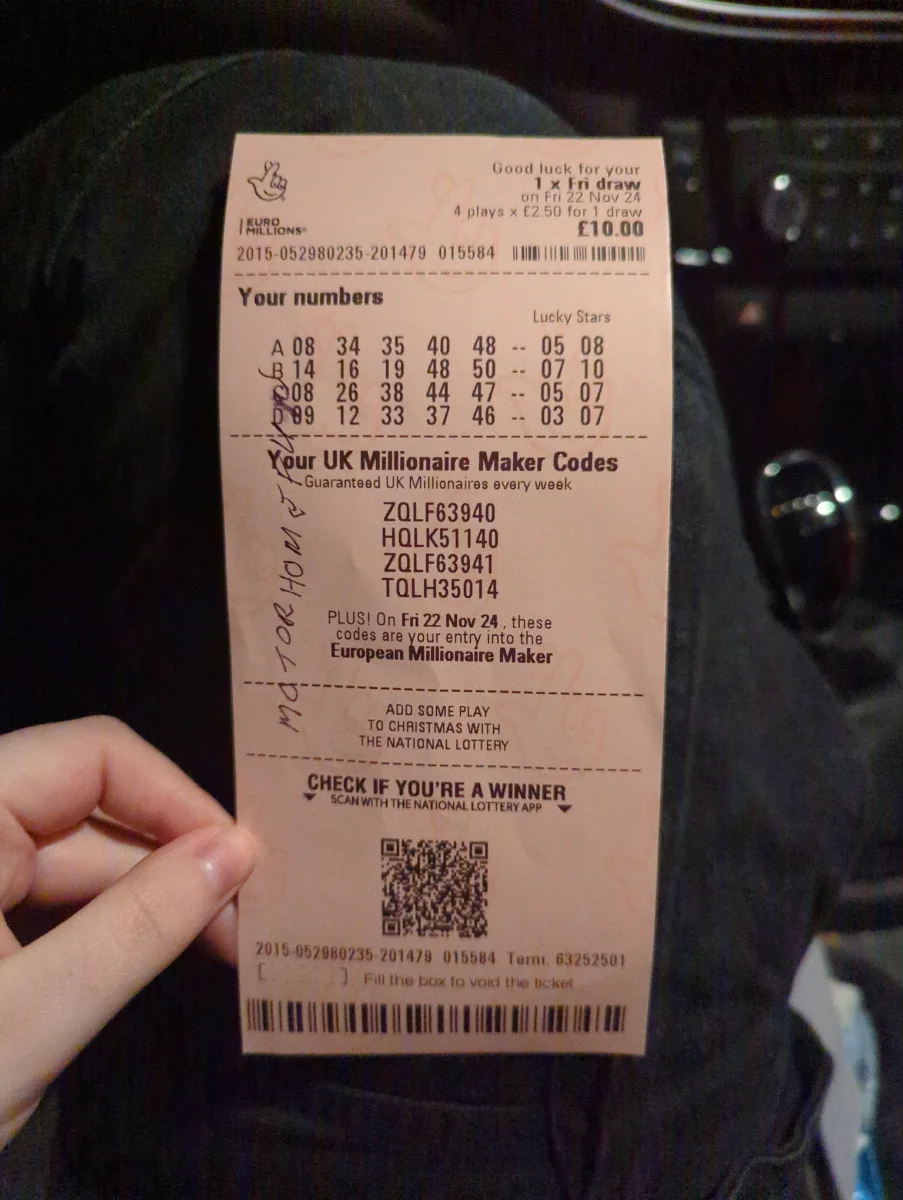 Good luck for your
1 x Fri draw
on Fri 22 Nov 24
4 plays x £2.50 for 1 draw
£10.00
EURO
MILLIONS®
2015-052980235-201479 015584
Your numbers
Lucky Stars
A 08 34 35 40 48 -- 05 08
B 14 16 19 48 50 -- 07 10
08 26 38 44 47 -- 05 07
D 09 12 33 37 46 -- 03 07
Your UK Millionaire Maker Codes
Guaranteed UK Millionaires every week
ZQLF63940
HQLK51140
ZQLF63941
TQLH35014
PLUS! On Fri 22 Nov 24 , these
codes are your entry into the
European Millionaire Maker
MOTORHOME
ADD SOME PLAY
TO CHRISTMAS WITH
THE NATIONAL LOTTERY
CHECK IF YOU'RE A WINNER
SCAN WITH THE NATIONAL LOTTERY APP
2015-052980235-201479 015584 Term. 63252501
[ ] Fill the box to void the ticket